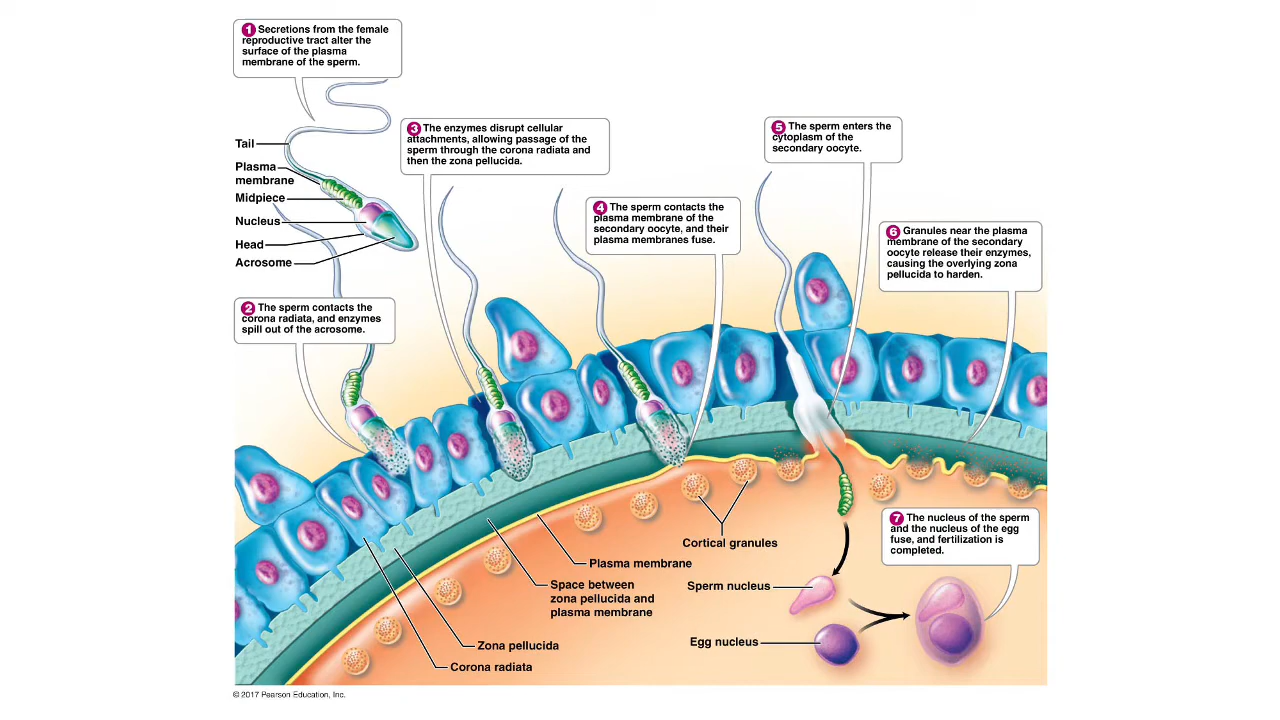 1 Secretions from the female
reproductive tract alter the
surface of the plasma
membrane of the sperm.
Tail
Plasma
membrane
Midpiece
Nucleus
Head
Acrosome
2 The sperm contacts the
corona radiata, and enzymes
spill out of the acrosome.
3 The enzymes disrupt cellular
attachments, allowing passage of the
sperm through the corona radiata and
then the zona pellucida.
4 The sperm contacts the
plasma membrane of the
secondary oocyte, and their
plasma membranes fuse.
5 The sperm enters the
cytoplasm of the
secondary oocyte.
6 Granules near the plasma
membrane of the secondary
oocyte release their enzymes,
causing the overlying zona
pellucida to harden.
7 The nucleus of the sperm
and the nucleus of the egg
fuse, and fertilization is
completed.
Cortical granules
Plasma membrane
Space between
zona pellucida and
plasma membrane
Zona pellucida
Corona radiata
Sperm nucleus
Egg nucleus
© 2017 Pearson Education, Inc.